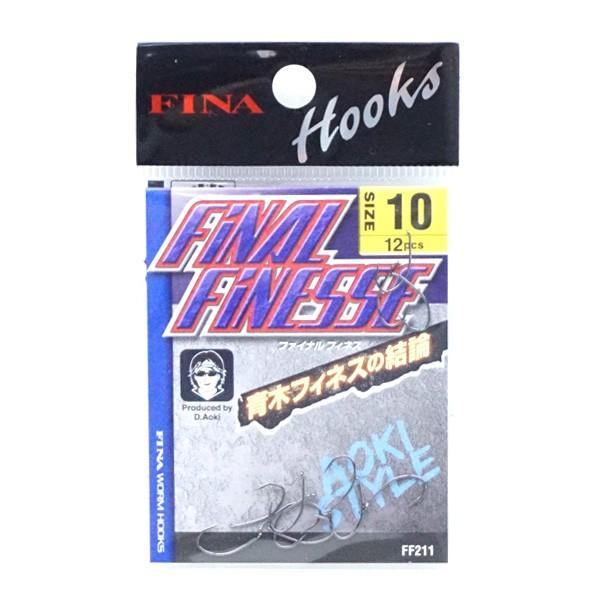 FINA
Hooks
SIZE 10
12pcs
FiNAL
FiNESSE
ファイナルフィネス
青木フィネスの結論
Produced by
D.Aoki
AOKI
STYLE
FINA WORM HOOKS
FF211